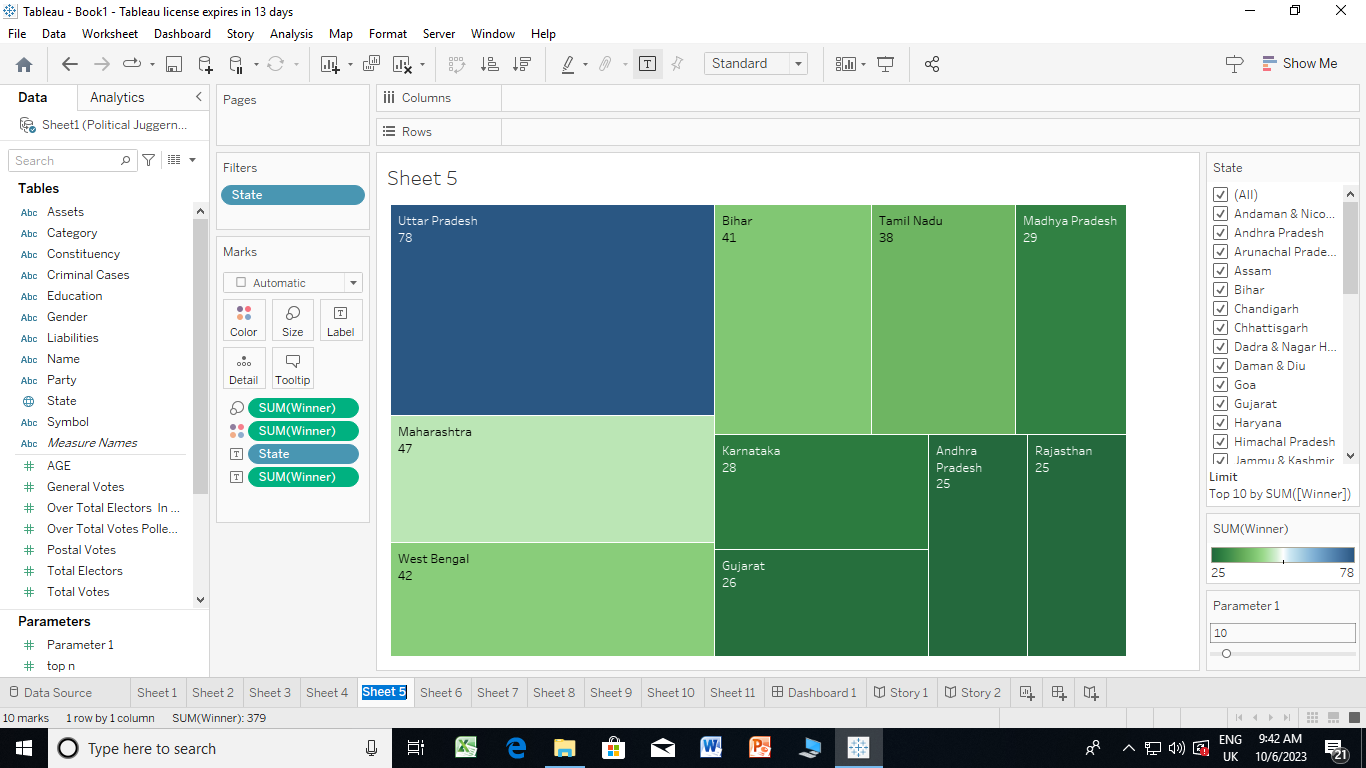 Tableau - Book1 - Tableau license expires in 13 days
File Data Worksheet Dashboard Story Analysis Map Format Server Window Help
Standard
Show Me
Data Analytics
Sheet1 (Political Juggern...
Search
Tables
Abc Assets
Abc Category
Abc Constituency
Abc Criminal Cases
Abc Education
Abc Gender
Abc Liabilities
Abc Name
Abc Party
State
Abc Symbol
Abc Measure Names
# AGE
# General Votes
# Over Total Electors In ...
# Over Total Votes Polle...
# Postal Votes
# Total Electors
# Total Votes
Parameters
# Parameter 1
# top n
Pages
Filters
State
Marks
Automatic
Color Size Label
Detail Tooltip
SUM(Winner)
SUM(Winner)
State
SUM(Winner)
Columns
Rows
Sheet 5
Uttar Pradesh
78
Bihar
41
Tamil Nadu
38
Madhya Pradesh
29
Maharashtra
47
West Bengal
42
Karnataka
28
Gujarat
26
Andhra
Pradesh
25
Rajasthan
25
State
(All)
Andaman & Nico...
Andhra Pradesh
Arunachal Prade...
Assam
Bihar
Chandigarh
Chhattisgarh
Dadra & Nagar H...
Daman & Diu
Goa
Gujarat
Haryana
Himachal Pradesh
Jammu & Kashmir
Limit
Top 10 by SUM([Winner])
SUM(Winner)
25 78
Parameter 1
10
Data Source Sheet 1 Sheet 2 Sheet 3 Sheet 4 Sheet 5 Sheet 6 Sheet 7 Sheet 8 Sheet 9 Sheet 10 Sheet 11 Dashboard 1 Story 1 Story 2
10 marks 1 row by 1 column SUM(Winner): 379
Type here to search
ENG
UK
9:42 AM
10/6/2023
21